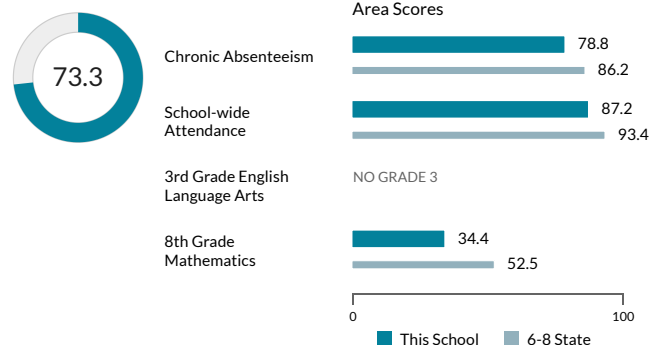 Area Scores
73.3
Chronic Absenteeism
78.8
86.2
School-wide
Attendance
87.2
93.4
3rd Grade English
Language Arts
NO GRADE 3
8th Grade
Mathematics
34.4
52.5
0
100
This School
6-8 State